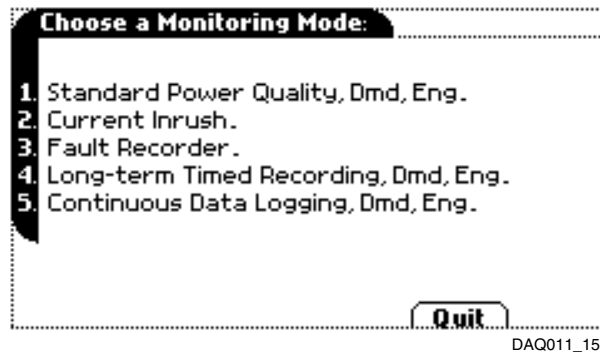 Choose a Monitoring Mode:
1. Standard Power Quality, Dmd, Eng.
2. Current Inrush.
3. Fault Recorder.
4. Long-term Timed Recording, Dmd, Eng.
5. Continuous Data Logging, Dmd, Eng.
Quit
DAQ011_15